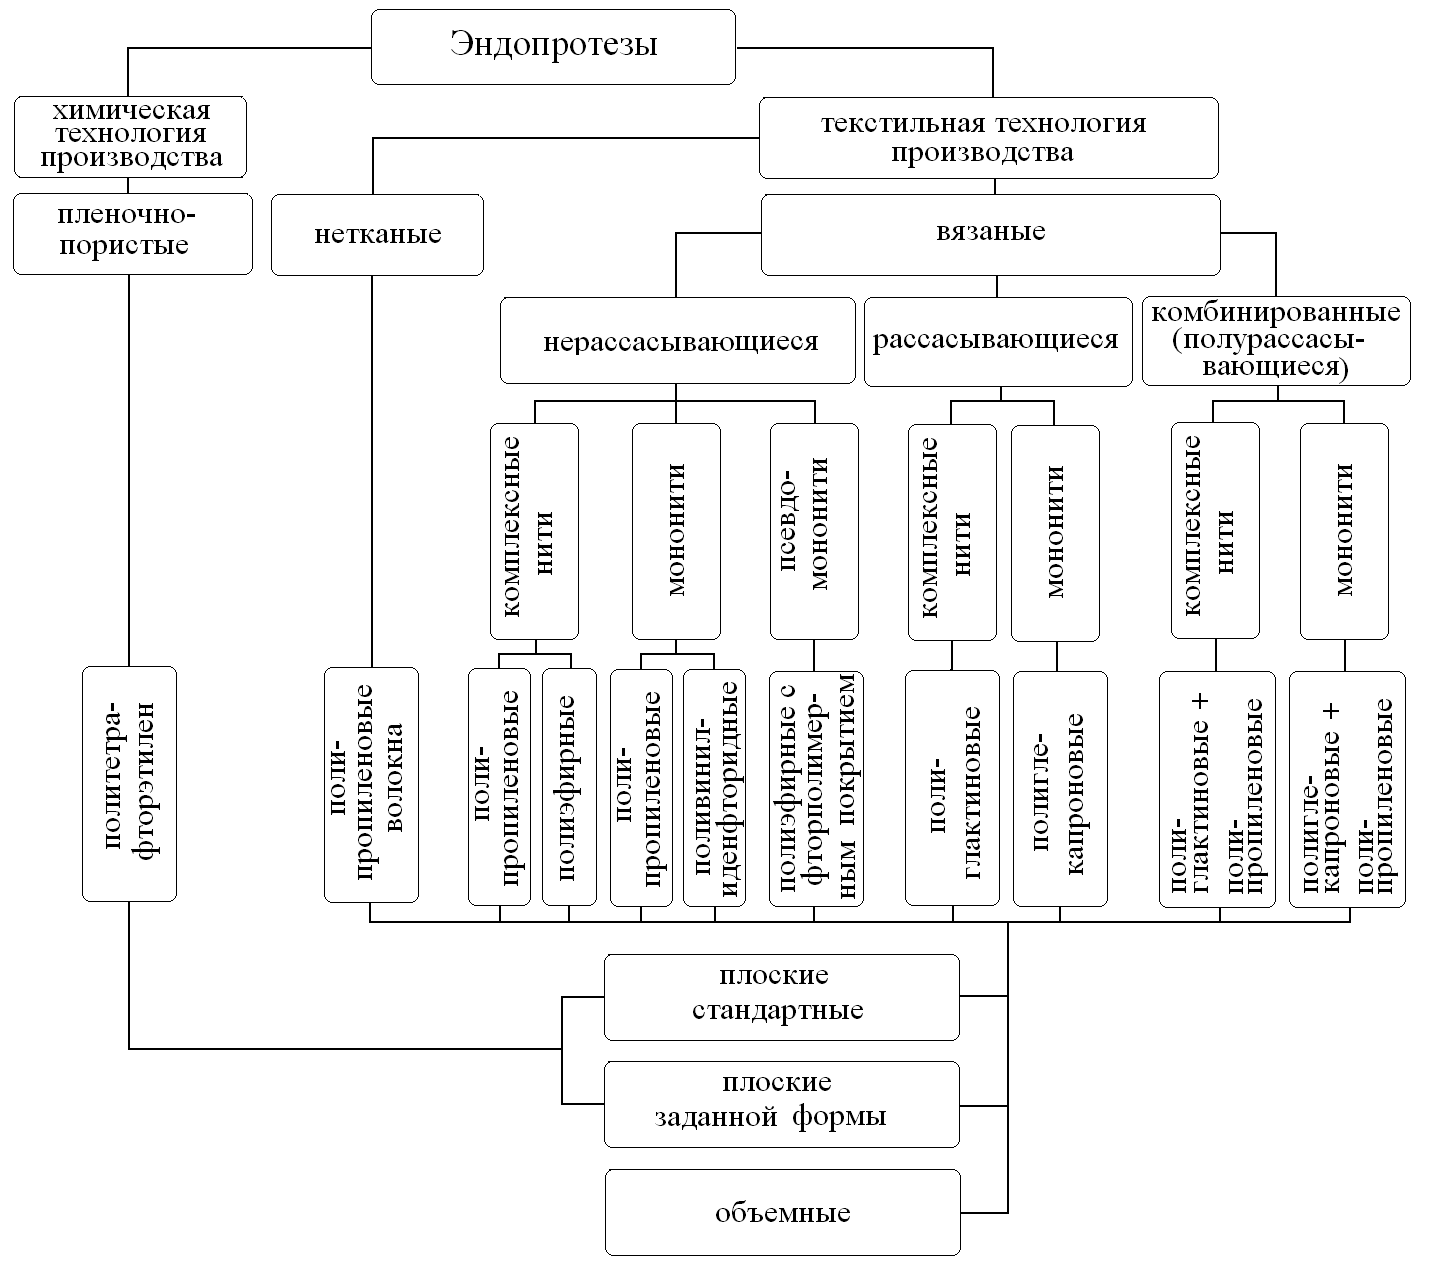 Эндопротезы
химическая
технология
производства
текстильная технология
производства
пленочно-
пористые
нетканые
вязаные
нерассасывающиеся
рассасывающиеся
комбинированные
(полурассасы-
вающиеся)
комплексные
нити
мононити
псевдо-
мононити
комплексные
нити
мононити
комплексные
нити
мононити
политетра-
фторэтилен
поли-
пропиленовые
волокна
поли-
пропиленовые
полиэфирные
поли-
пропиленовые
поливинил-
иденфторидные
полиэфирные с
фторполимер-
ным покрытием
поли-
глактиновые
полигле-
капроновые
поли-
глактиновые +
поли-
пропиленовые
полигле-
капроновые +
поли-
пропиленовые
плоские
стандартные
плоские
заданной формы
объемные